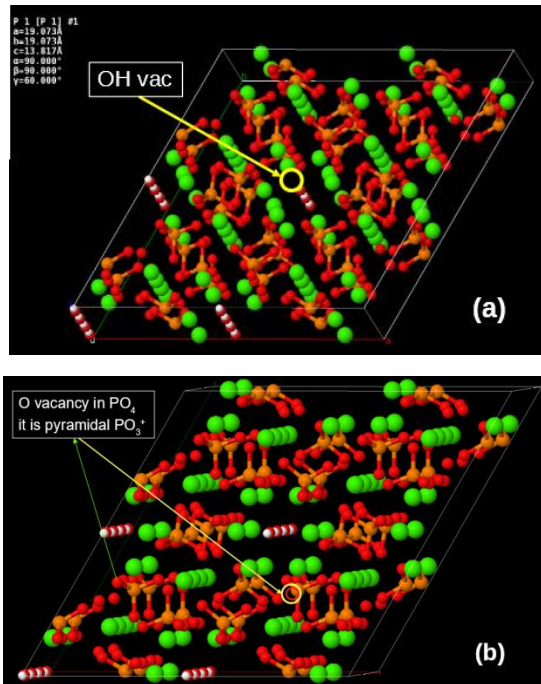 P 1 [P 1] #1
a=19.073Å
b=19.073Å
c=13.817Å
α=90.000°
β=90.000°
γ=60.000°
OH vac
b
a
(a)
O vacancy in PO₄
it is pyramidal PO₃⁺
(b)